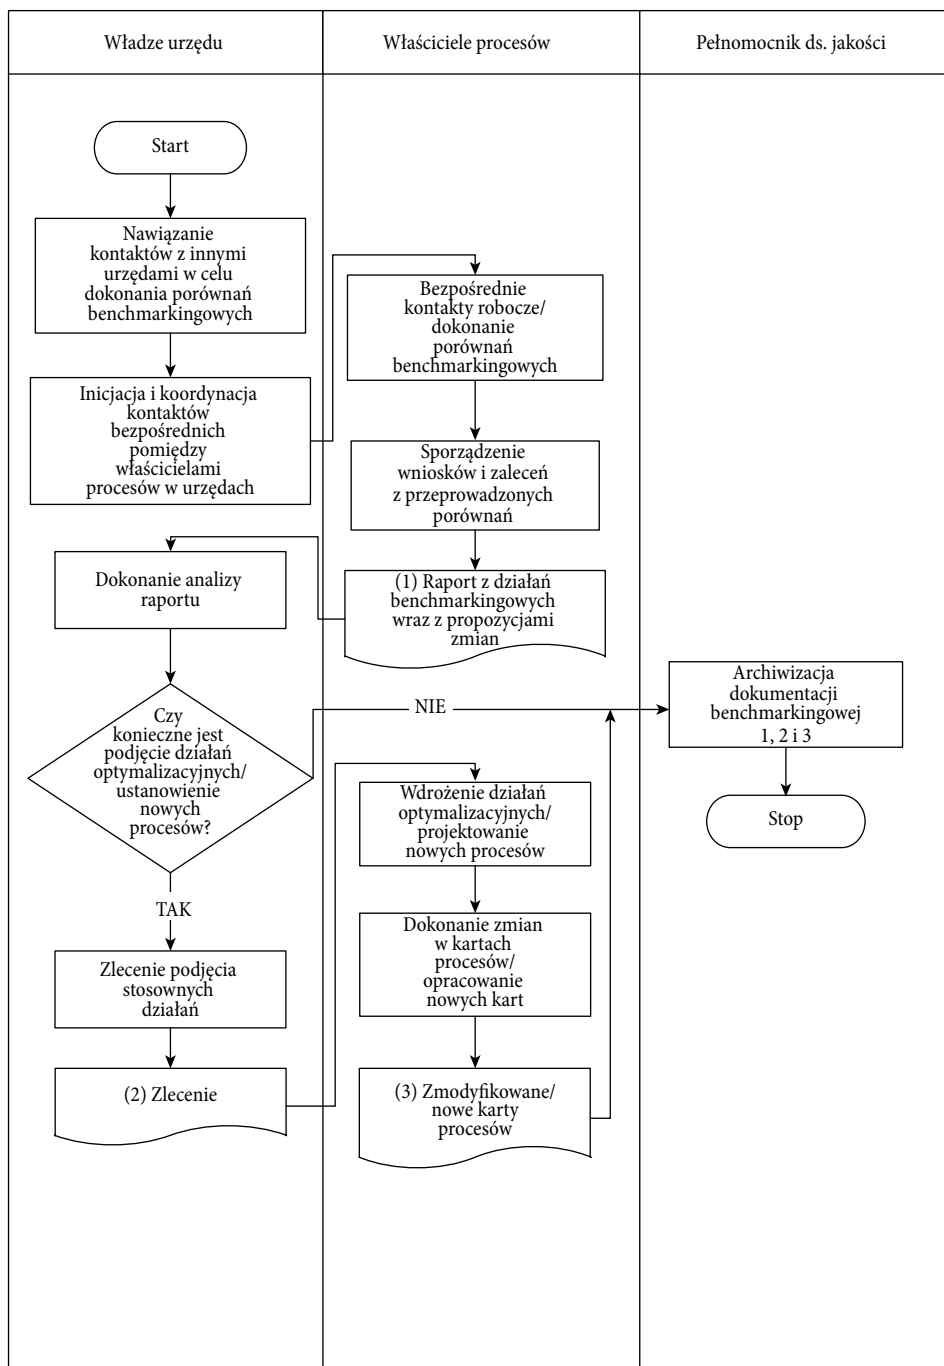 Władze urzędu
Właściciele procesów
Pełnomocnik ds. jakości
Start
Nawiązanie
kontaktów z innymi
urzędami w celu
dokonania porównań
benchmarkingowych
Inicjacja i koordynacja
kontaktów
bezpośrednich
pomiędzy
właścicielami
procesów w urzędach
Bezpośrednie
kontakty robocze/
dokonanie
porównań
benchmarkingowych
Sporządzenie
wniosków i zaleceń
z przeprowadzonych
porównań
(1) Raport z działań
benchmarkingowych
wraz z propozycjami
zmian
Dokonanie analizy
raportu
Czy
konieczne jest
podjęcie działań
optymalizacyjnych/
ustanowienie
nowych
procesów?
NIE
TAK
Zlecenie podjęcia
stosownych
działań
(2) Zlecenie
Wdrożenie działań
optymalizacyjnych/
projektowanie
nowych procesów
Dokonanie zmian
w kartach
procesów/
opracowanie
nowych kart
(3) Zmodyfikowane/
nowe karty
procesów
Archiwizacja
dokumentacji
benchmarkingowej
1, 2 i 3
Stop